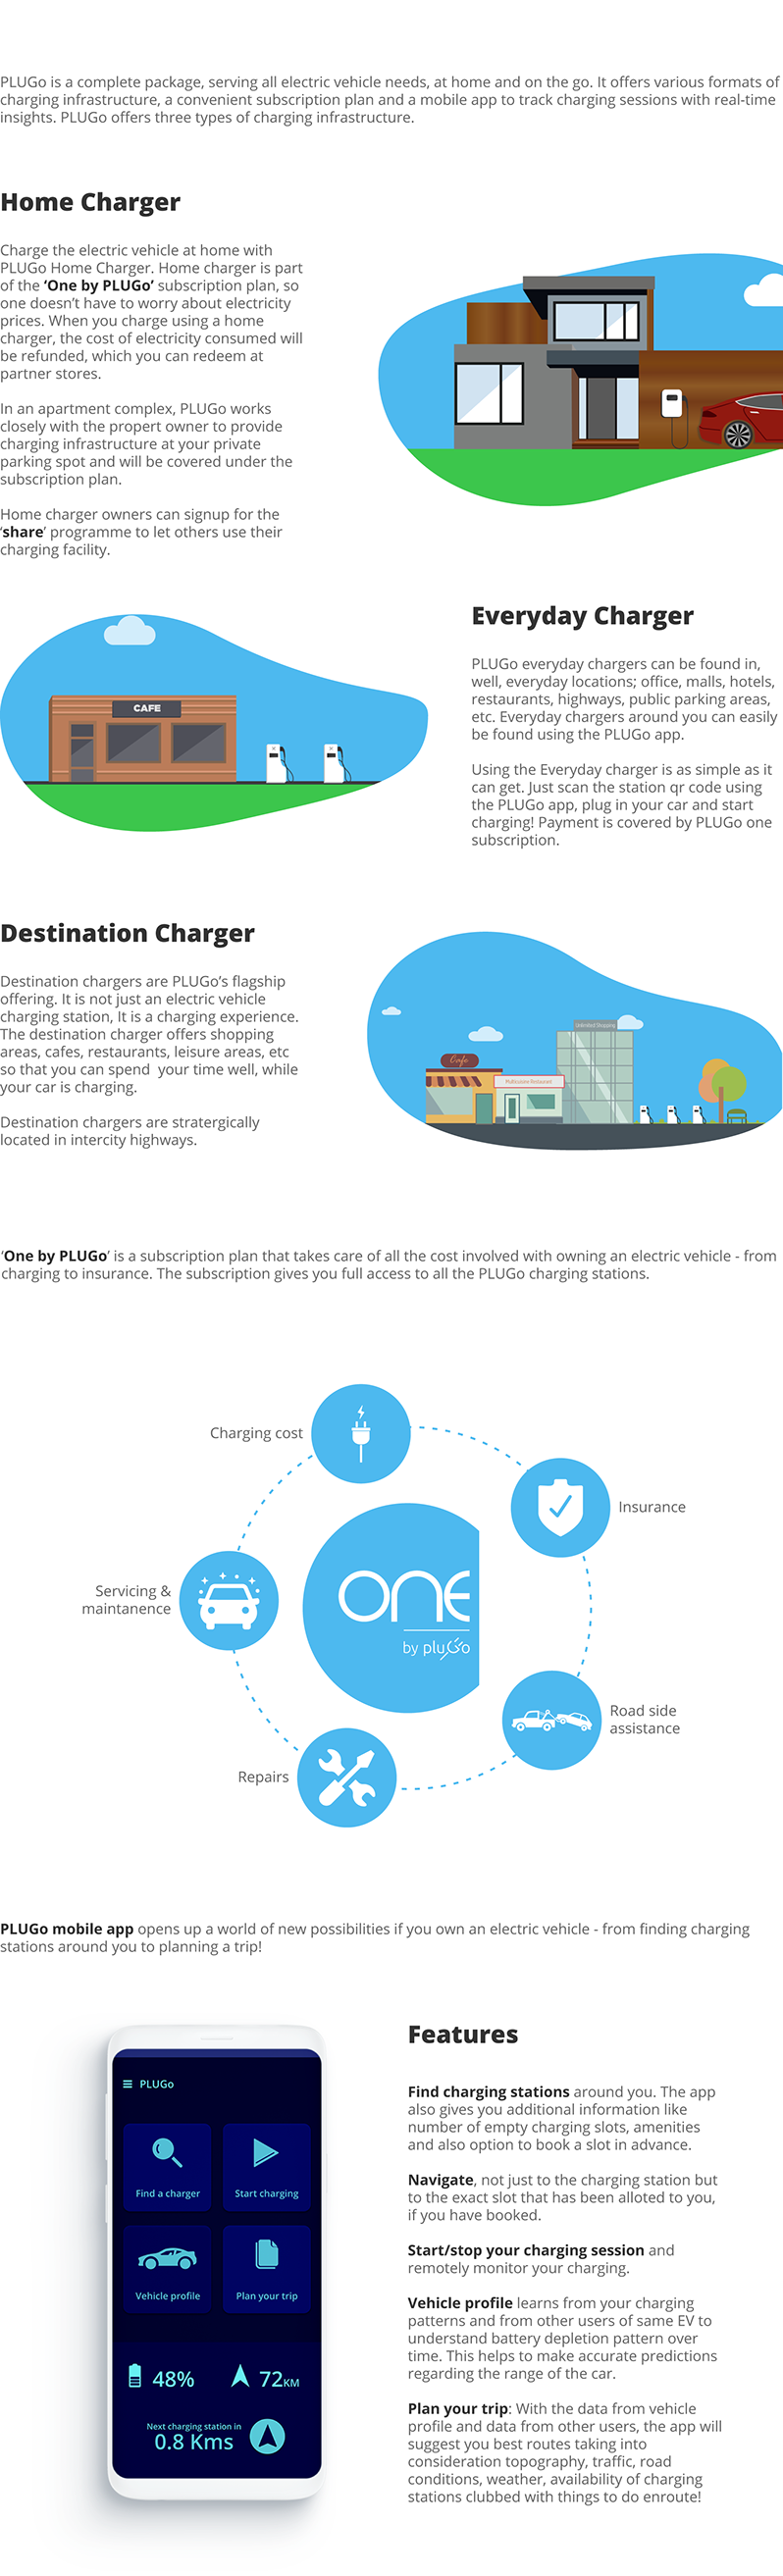 PLUGo is a complete package, serving all electric vehicle needs, at home and on the go. It offers various formats of
charging infrastructure, a convenient subscription plan and a mobile app to track charging sessions with real-time
insights. PLUGo offers three types of charging infrastructure.
Home Charger
Charge the electric vehicle at home with
PLUGo Home Charger. Home charger is part
of the ‘One by PLUGo’ subscription plan, so
one doesn’t have to worry about electricity
prices. When you charge using a home
charger, the cost of electricity consumed will
be refunded, which you can redeem at
partner stores.
In an apartment complex, PLUGo works
closely with the propert owner to provide
charging infrastructure at your private
parking spot and will be covered under the
subscription plan.
Home charger owners can signup for the
‘share’ programme to let others use their
charging facility.
CAFE
Everyday Charger
PLUGo everyday chargers can be found in,
well, everyday locations; office, malls, hotels,
restaurants, highways, public parking areas,
etc. Everyday chargers around you can easily
be found using the PLUGo app.
Using the Everyday charger is as simple as it
can get. Just scan the station qr code using
the PLUGo app, plug in your car and start
charging! Payment is covered by PLUGo one
subscription.
Destination Charger
Destination chargers are PLUGo’s flagship
offering. It is not just an electric vehicle
charging station, It is a charging experience.
The destination charger offers shopping
areas, cafes, restaurants, leisure areas, etc
so that you can spend  your time well, while
your car is charging.
Destination chargers are stratergically
located in intercity highways.
Unlimited Shopping
Cafe
Multicuisine Restaurant
‘One by PLUGo’ is a subscription plan that takes care of all the cost involved with owning an electric vehicle - from
charging to insurance. The subscription gives you full access to all the PLUGo charging stations.
Charging cost
Insurance
Servicing &
maintanence
ONE
by pluGo
Road side
assistance
Repairs
PLUGo mobile app opens up a world of new possibilities if you own an electric vehicle - from finding charging
stations around you to planning a trip!
PLUGo
Find a charger
Start charging
Vehicle profile
Plan your trip
48%
72KM
Next charging station in
0.8 Kms
Features
Find charging stations around you. The app
also gives you additional information like
number of empty charging slots, amenities
and also option to book a slot in advance.
Navigate, not just to the charging station but
to the exact slot that has been alloted to you,
if you have booked.
Start/stop your charging session and
remotely monitor your charging.
Vehicle profile learns from your charging
patterns and from other users of same EV to
understand battery depletion pattern over
time. This helps to make accurate predictions
regarding the range of the car.
Plan your trip: With the data from vehicle
profile and data from other users, the app will
suggest you best routes taking into
consideration topography, traffic, road
conditions, weather, availability of charging
stations clubbed with things to do enroute!